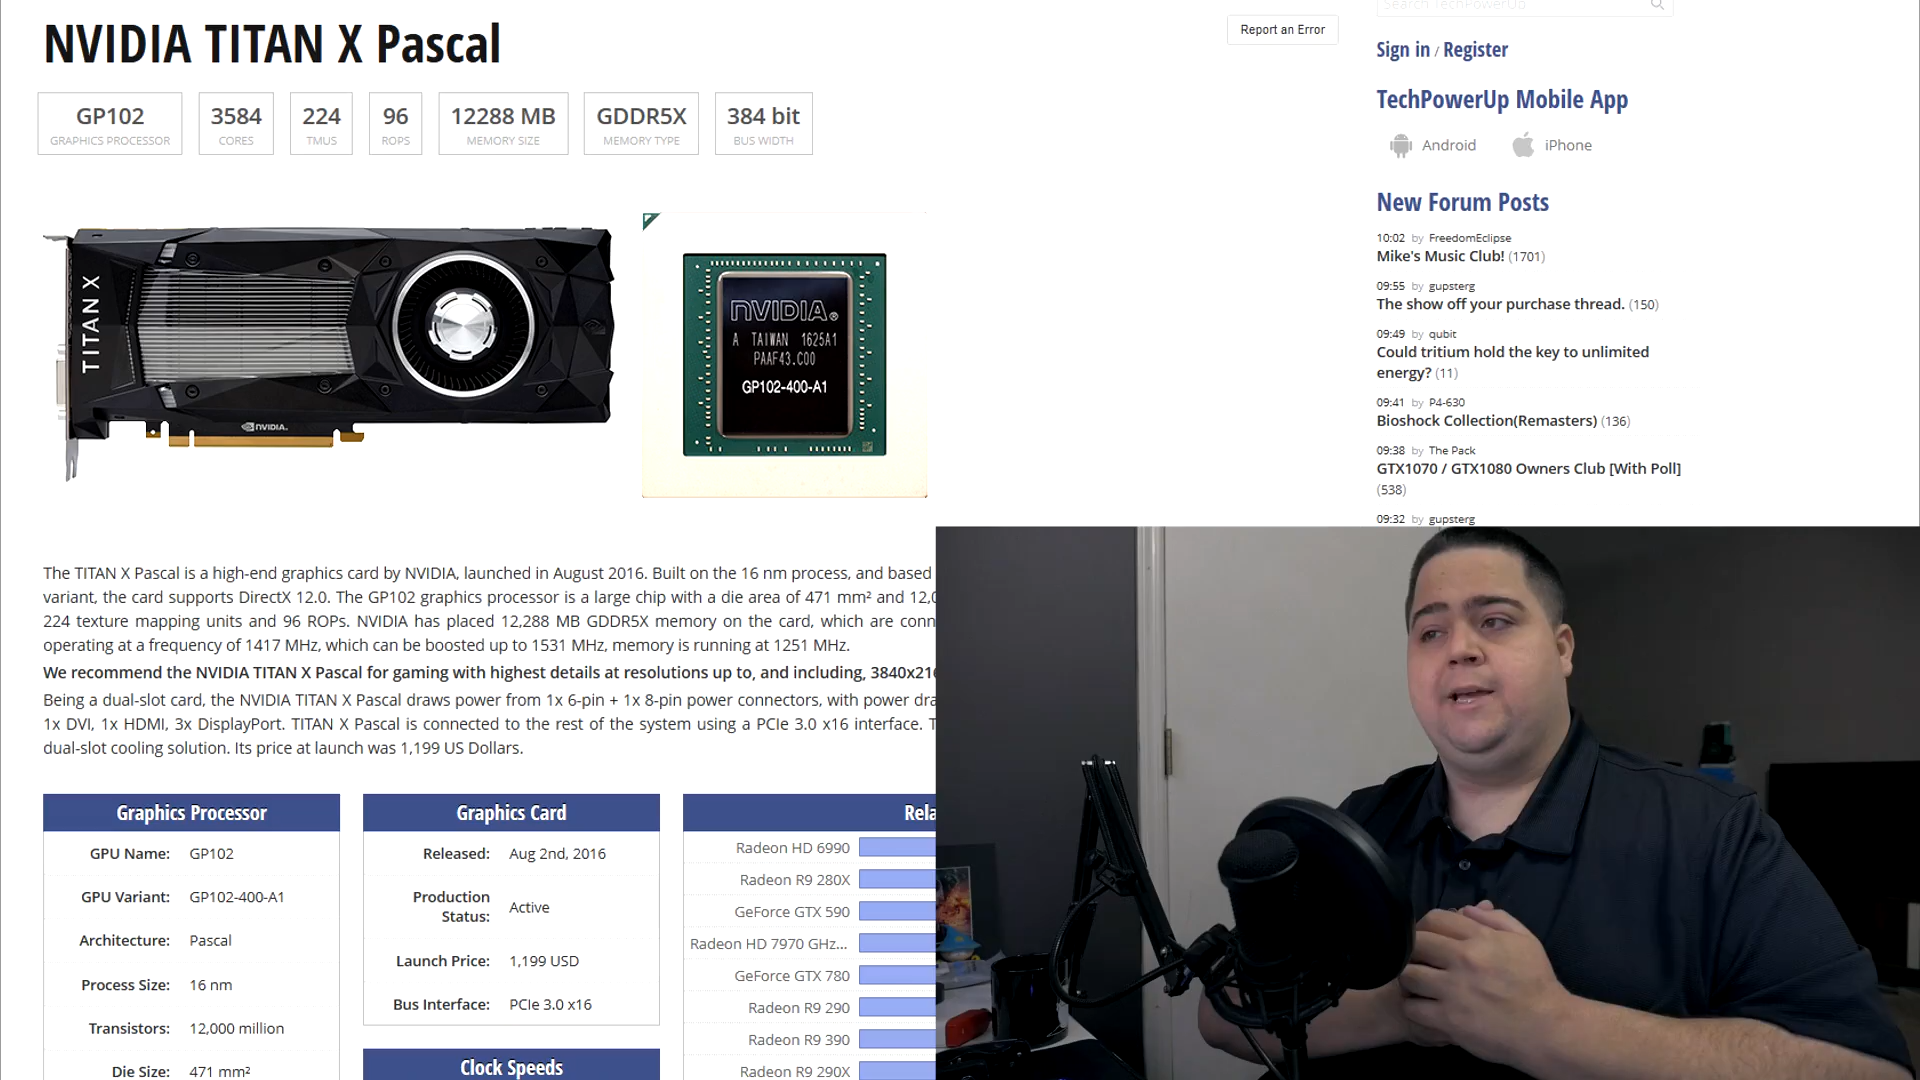 Search TechPowerUp
NVIDIA TITAN X Pascal
Report an Error
Sign in / Register
GP102
GRAPHICS PROCESSOR
3584
CORES
224
TMUS
96
ROPS
12288 MB
MEMORY SIZE
GDDR5X
MEMORY TYPE
384 bit
BUS WIDTH
TechPowerUp Mobile App
Android
iPhone
New Forum Posts
10:02 by FreedomEclipse
Mike's Music Club! (1701)
09:55 by gupsterg
The show off your purchase thread. (150)
09:49 by qubit
Could tritium hold the key to unlimited
energy? (11)
09:41 by P4-630
Bioshock Collection(Remasters) (136)
09:38 by The Pack
GTX1070 / GTX1080 Owners Club [With Poll]
(538)
09:32 by gupsterg
TITAN X
NVIDIA.
NVIDIA®
A TAIWAN 1625A1
PAAF43.C00
GP102-400-A1
The TITAN X Pascal is a high-end graphics card by NVIDIA, launched in August 2016. Built on the 16 nm process, and based
variant, the card supports DirectX 12.0. The GP102 graphics processor is a large chip with a die area of 471 mm² and 12,0
224 texture mapping units and 96 ROPs. NVIDIA has placed 12,288 MB GDDR5X memory on the card, which are conn
operating at a frequency of 1417 MHz, which can be boosted up to 1531 MHz, memory is running at 1251 MHz.
We recommend the NVIDIA TITAN X Pascal for gaming with highest details at resolutions up to, and including, 3840x216
Being a dual-slot card, the NVIDIA TITAN X Pascal draws power from 1x 6-pin + 1x 8-pin power connectors, with power dra
1x DVI, 1x HDMI, 3x DisplayPort. TITAN X Pascal is connected to the rest of the system using a PCIe 3.0 x16 interface. T
dual-slot cooling solution. Its price at launch was 1,199 US Dollars.
Graphics Processor
GPU Name: GP102
GPU Variant: GP102-400-A1
Architecture: Pascal
Process Size: 16 nm
Transistors: 12,000 million
Die Size: 471 mm²
Graphics Card
Released: Aug 2nd, 2016
Production
Status: Active
Launch Price: 1,199 USD
Bus Interface: PCIe 3.0 x16
Clock Speeds
Rela
Radeon HD 6990
Radeon R9 280X
GeForce GTX 590
Radeon HD 7970 GHz...
GeForce GTX 780
Radeon R9 290
Radeon R9 390
Radeon R9 290X